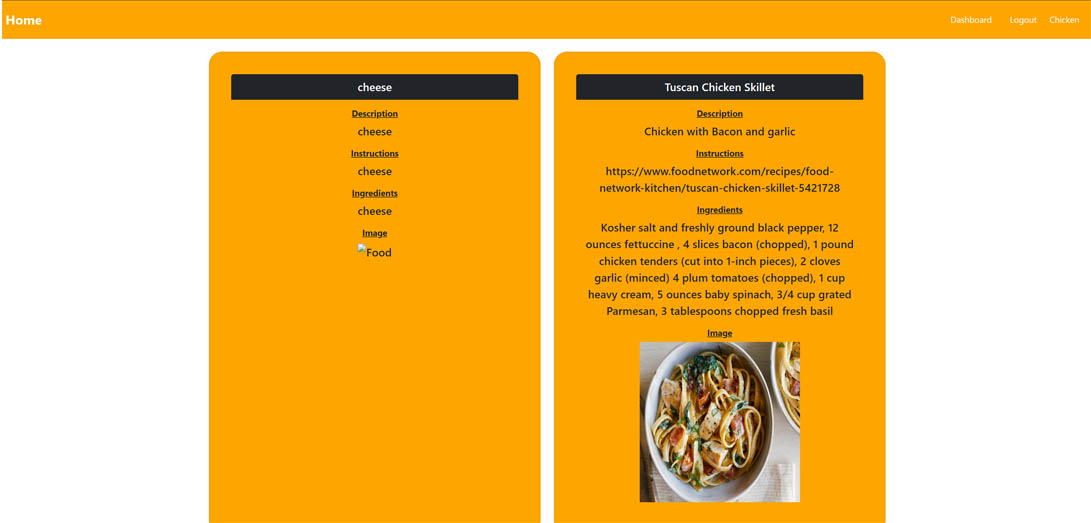 Home
Dashboard Logout Chicken
cheese
Description
cheese
Instructions
cheese
Ingredients
cheese
Image
Food
Tuscan Chicken Skillet
Description
Chicken with Bacon and garlic
Instructions
https://www.foodnetwork.com/recipes/food-
network-kitchen/tuscan-chicken-skillet-5421728
Ingredients
Kosher salt and freshly ground black pepper, 12
ounces fettuccine , 4 slices bacon (chopped), 1 pound
chicken tenders (cut into 1-inch pieces), 2 cloves
garlic (minced) 4 plum tomatoes (chopped), 1 cup
heavy cream, 5 ounces baby spinach, 3/4 cup grated
Parmesan, 3 tablespoons chopped fresh basil
Image